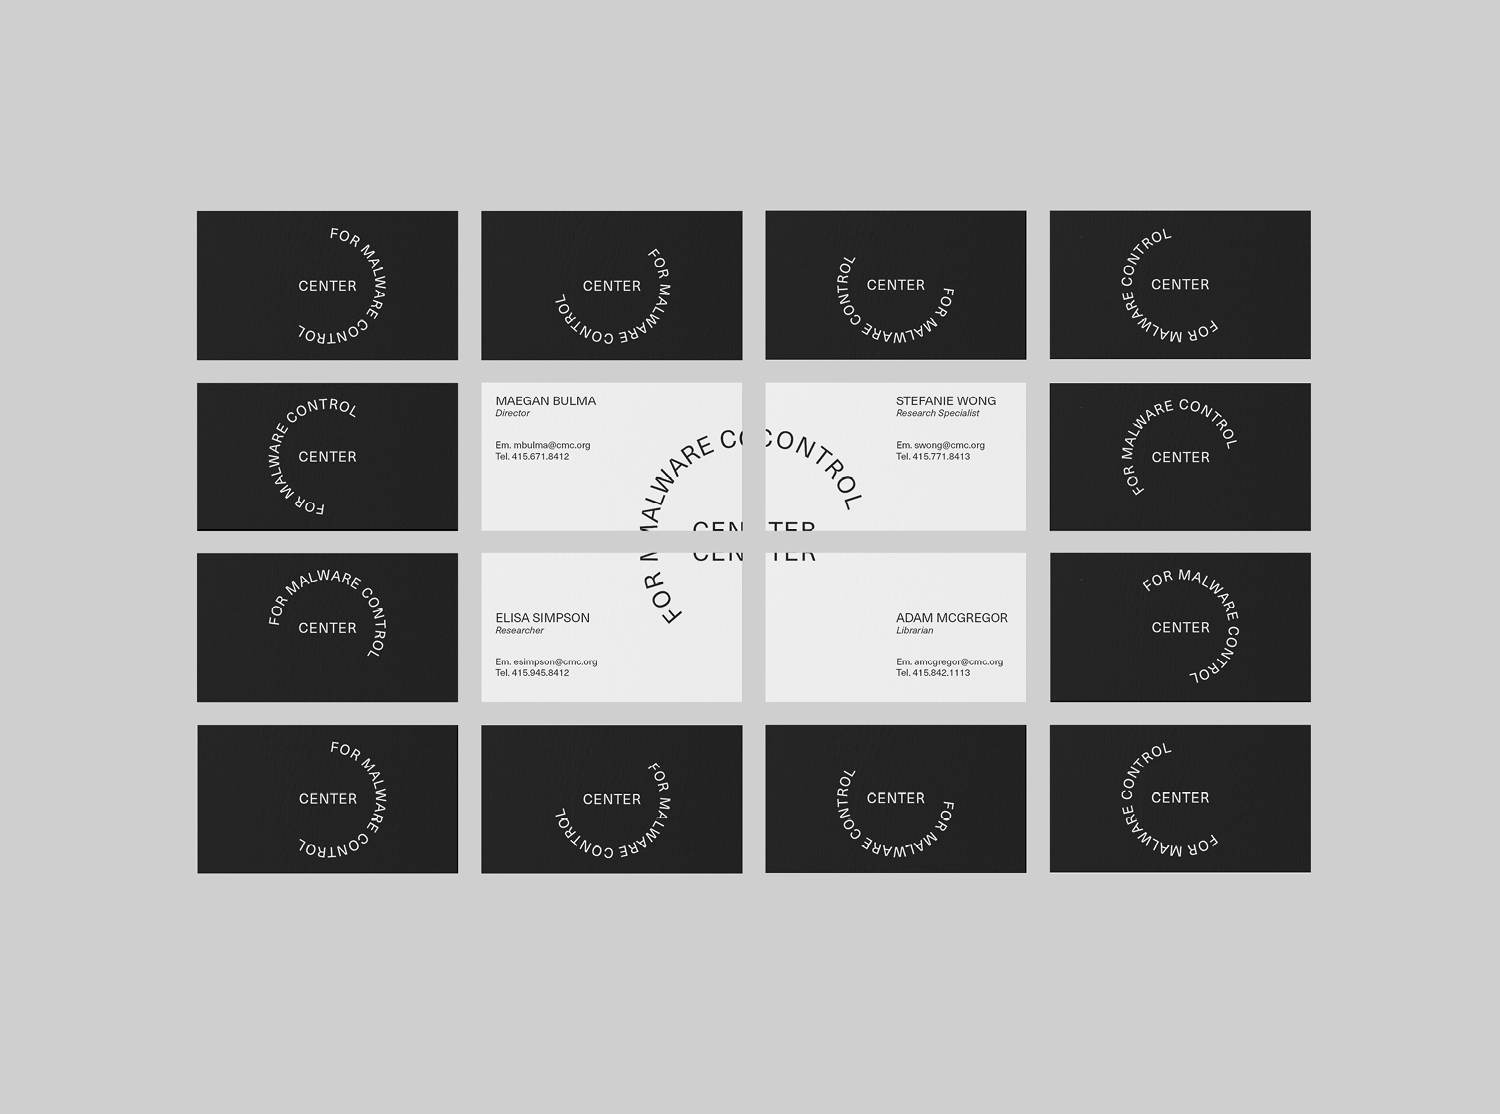 FOR MALWARE CONTROL
CENTER
FOR MALWARE CONTROL
CENTER
FOR MALWARE CONTROL
CENTER
FOR MALWARE CONTROL
CENTER
FOR MALWARE CONTROL
CENTER
MAEGAN BULMA
Director
Em. mbulma@cmc.org
Tel. 415.671.8412
MALWARE CO
CEN
STEFANIE WONG
Research Specialist
Em. swong@cmc.org
Tel. 415.771.8413
CONTROL
TER
FOR MALWARE CONTROL
CENTER
FOR MALWARE CONTROL
CENTER
CEN
FOR M
ELISA SIMPSON
Researcher
Em. esimpson@cmc.org
Tel. 415.945.8412
TER
ADAM MCGREGOR
Librarian
Em. amcgregor@cmc.org
Tel. 415.842.1113
FOR MALWARE CONTROL
CENTER
FOR MALWARE CONTROL
CENTER
FOR MALWARE CONTROL
CENTER
FOR MALWARE CONTROL
CENTER
FOR MALWARE CONTROL
CENTER